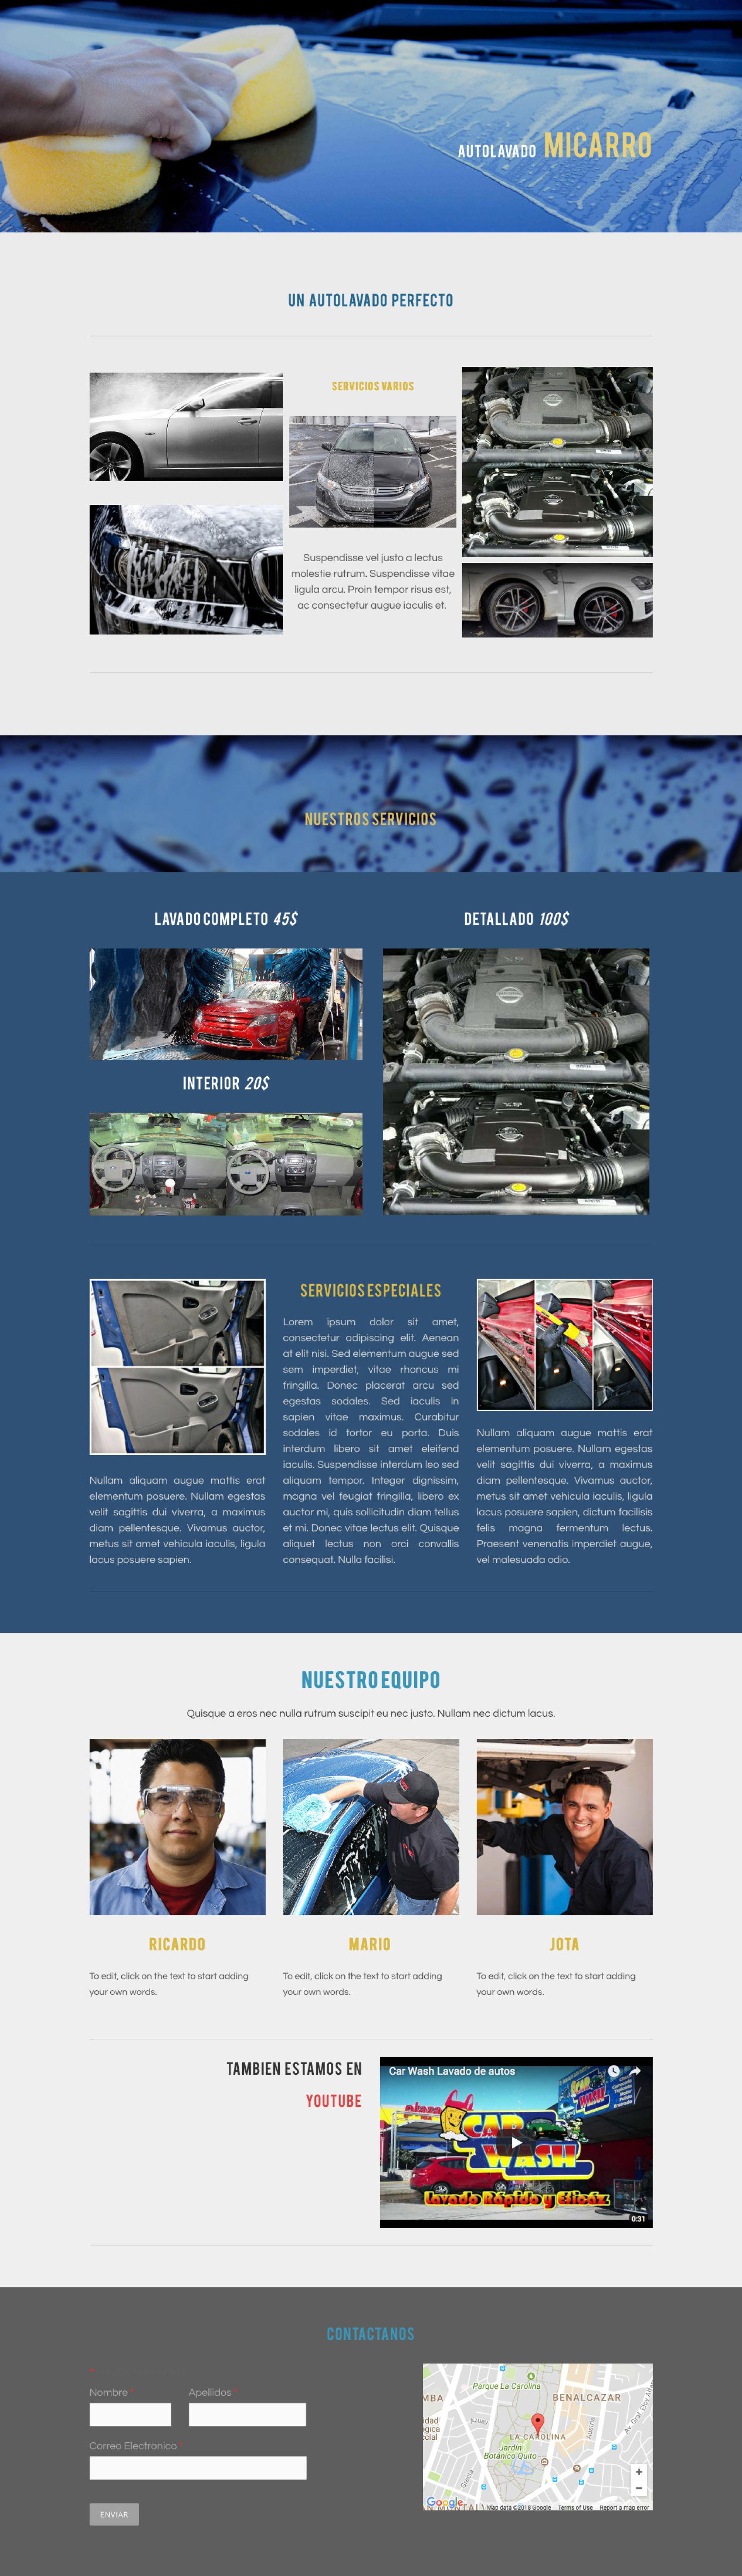 AUTOLAVADO MICARRO
UN AUTOLAVADO PERFECTO
SERVICIOS VARIOS
Suspendisse vel justo a lectus
molestie rutrum. Suspendisse vitae
ligula arcu. Proin tempor risus est,
ac consectetur augue iaculis et.
NUESTROS SERVICIOS
LAVADO COMPLETO 45$
DETALLADO 100$
INTERIOR 20$
Nullam aliquam augue mattis erat
elementum posuere. Nullam egestas
velit sagittis dui viverra, a maximus
diam pellentesque. Vivamus auctor,
metus sit amet vehicula iaculis, ligula
lacus posuere sapien.
SERVICIOS ESPECIALES
Lorem ipsum dolor sit amet,
consectetur adipiscing elit. Aenean
at elit nisi. Sed elementum augue sed
sem imperdiet, vitae rhoncus mi
fringilla. Donec placerat arcu sed
egestas sodales. Sed iaculis in
sapien vitae maximus. Curabitur
sodales id tortor eu porta. Duis
interdum libero sit amet eleifend
iaculis. Suspendisse interdum leo sed
aliquam tempor. Integer dignissim,
magna vel feugiat fringilla, libero ex
auctor mi, quis sollicitudin diam tellus
et mi. Donec vitae lectus elit. Quisque
aliquet lectus non orci convallis
consequat. Nulla facilisi.
Nullam aliquam augue mattis erat
elementum posuere. Nullam egestas
velit sagittis dui viverra, a maximus
diam pellentesque. Vivamus auctor,
metus sit amet vehicula iaculis, ligula
lacus posuere sapien, dictum facilisis
felis magna fermentum lectus.
Praesent venenatis imperdiet augue,
vel malesuada odio.
NUESTRO EQUIPO
Quisque a eros nec nulla rutrum suscipit eu nec justo. Nullam nec dictum lacus.
RICARDO
To edit, click on the text to start adding
your own words.
MARIO
To edit, click on the text to start adding
your own words.
JOTA
To edit, click on the text to start adding
your own words.
TAMBIEN ESTAMOS EN
YOUTUBE
Car Wash Lavado de autos
CAR
WASH
CAR
WASH
Lavado Rápido y Eficáz
0:31
CONTACTANOS
*
Nombre *
Apellidos *
Correo Electronico *
ENVIAR
Parque La Carolina
MBA
BENALCAZAR
Azuay
LA CAROLINA
Jardín
Botánico Quito
Grecia
Austria
Av. Gral. Eloy Alfaro
+
−
Google
Map data ©2018 Google
Terms of Use
Report a map error